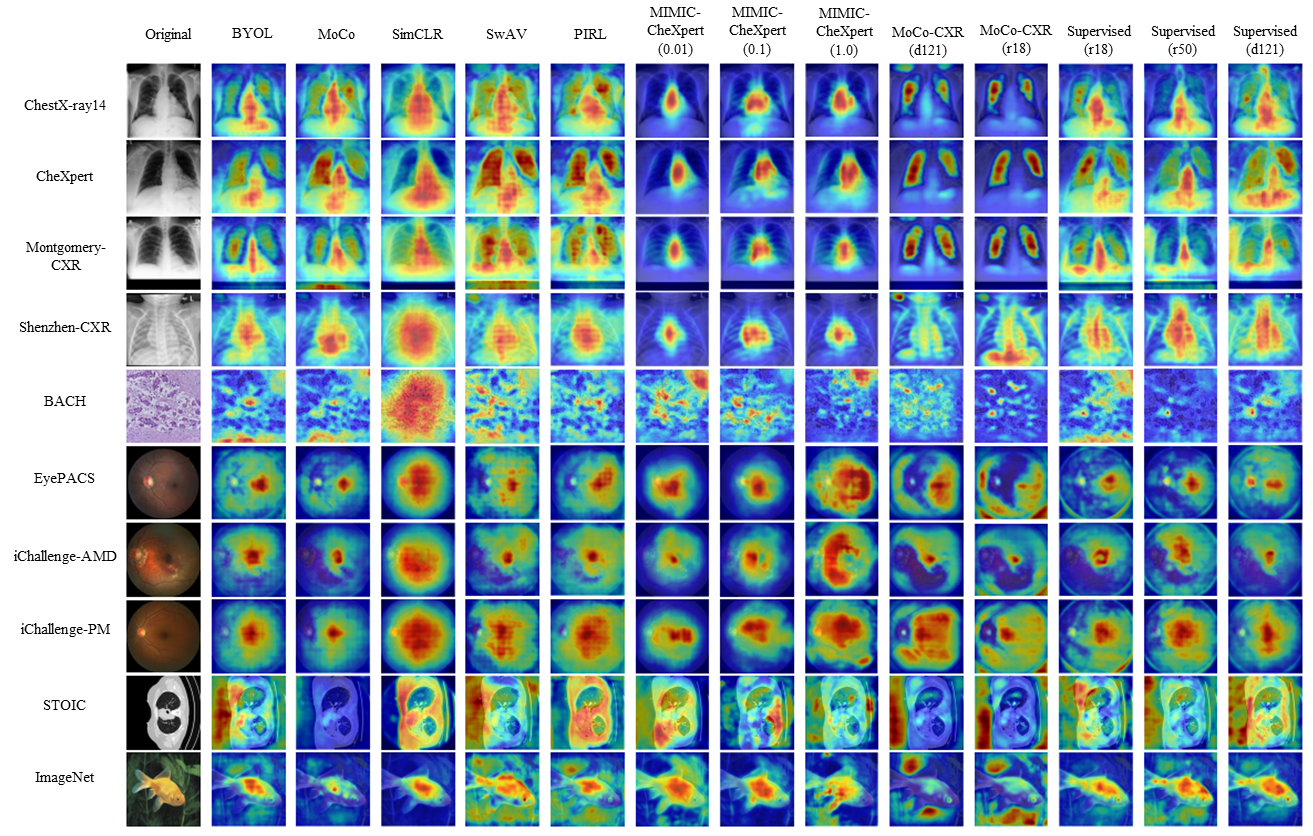 Original
BYOL
MoCo
SimCLR
SwAV
PIRL
MIMIC-
CheXpert
(0.01)
MIMIC-
CheXpert
(0.1)
MIMIC-
CheXpert
(1.0)
MoCo-CXR
(d121)
MoCo-CXR
(r18)
Supervised
(r18)
Supervised
(r50)
Supervised
(d121)
ChestX-ray14
CheXpert
Montgomery-
CXR
Shenzhen-CXR
BACH
EyePACS
iChallenge-AMD
iChallenge-PM
STOIC
ImageNet